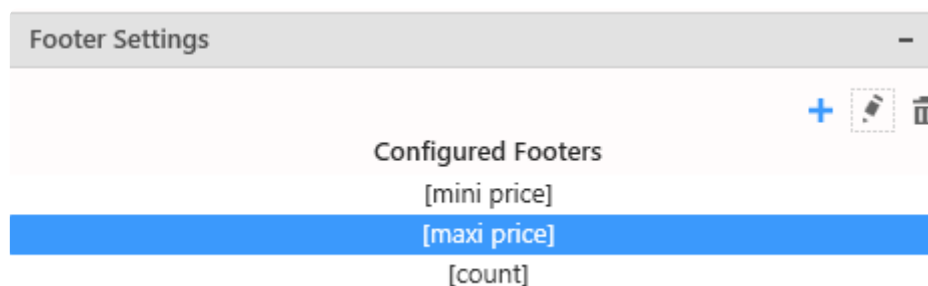 Footer Settings
Configured Footers
[mini price]
[maxi price]
[count]